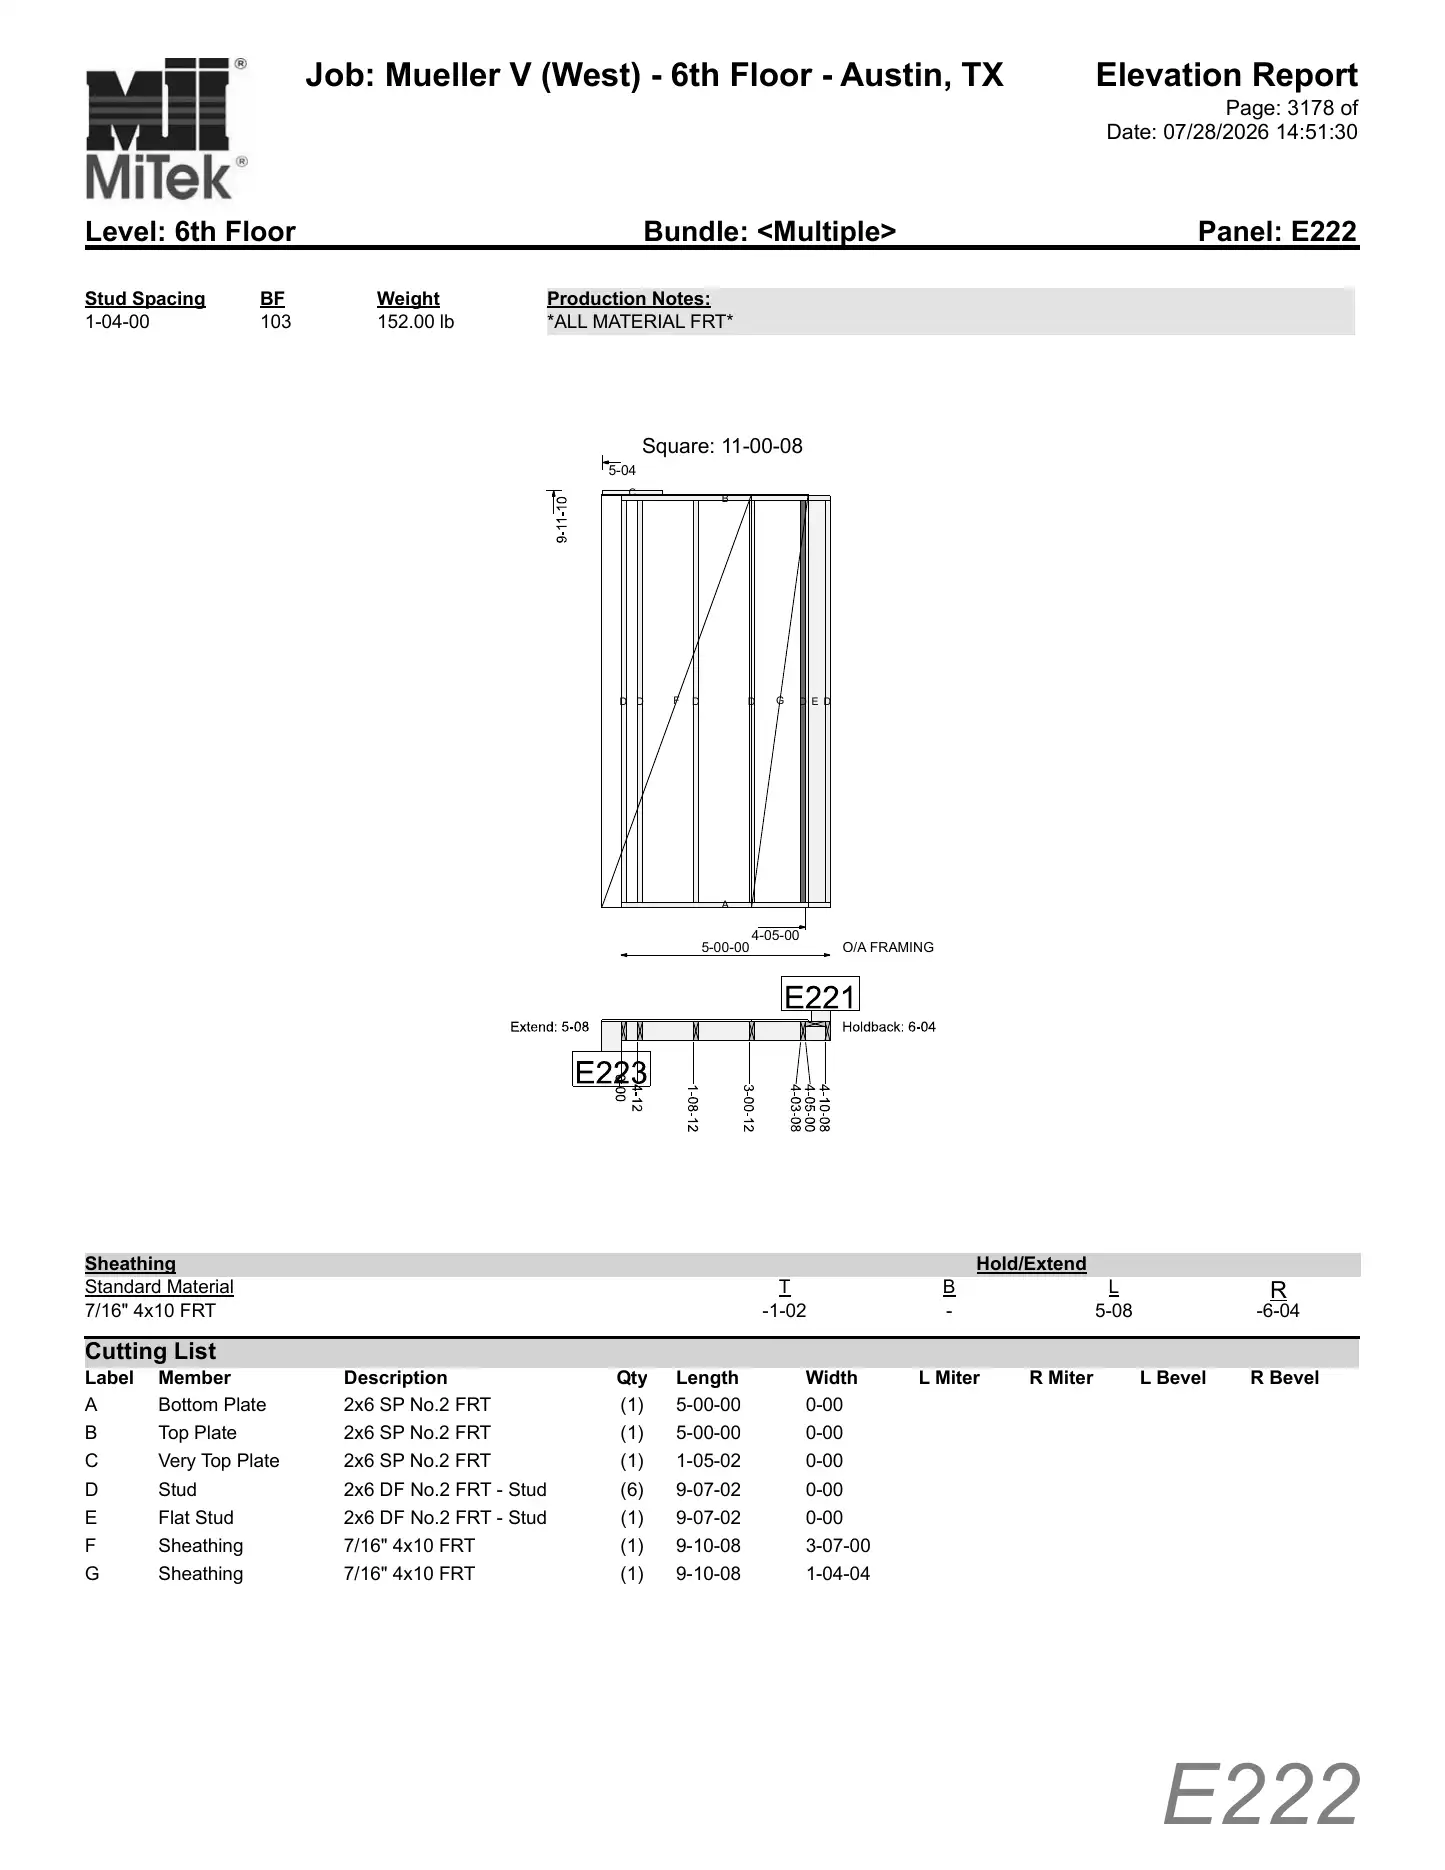 Job: Mueller V (West) - 6th Floor - Austin, TX
Elevation Report
Page: 3178 of
Date: 07/28/2026 14:51:30
MiTek®
Level: 6th Floor Bundle: <Multiple> Panel: E222
Stud Spacing BF Weight Production Notes:
1-04-00 103 152.00 lb *ALL MATERIAL FRT*
Square: 11-00-08
5-04
C
B
9-11-10
D D F D D G D E D
A
4-05-00
5-00-00 O/A FRAMING
E221
Extend: 5-08 Holdback: 6-04
E223
4-12
1-08-12
3-00-12
4-03-08
4-05-00
4-10-08
Sheathing Hold/Extend
Standard Material T B L R
7/16" 4x10 FRT -1-02 - 5-08 -6-04
Cutting List
Label Member Description Qty Length Width L Miter R Miter L Bevel R Bevel
A Bottom Plate 2x6 SP No.2 FRT (1) 5-00-00 0-00
B Top Plate 2x6 SP No.2 FRT (1) 5-00-00 0-00
C Very Top Plate 2x6 SP No.2 FRT (1) 1-05-02 0-00
D Stud 2x6 DF No.2 FRT - Stud (6) 9-07-02 0-00
E Flat Stud 2x6 DF No.2 FRT - Stud (1) 9-07-02 0-00
F Sheathing 7/16" 4x10 FRT (1) 9-10-08 3-07-00
G Sheathing 7/16" 4x10 FRT (1) 9-10-08 1-04-04
E222